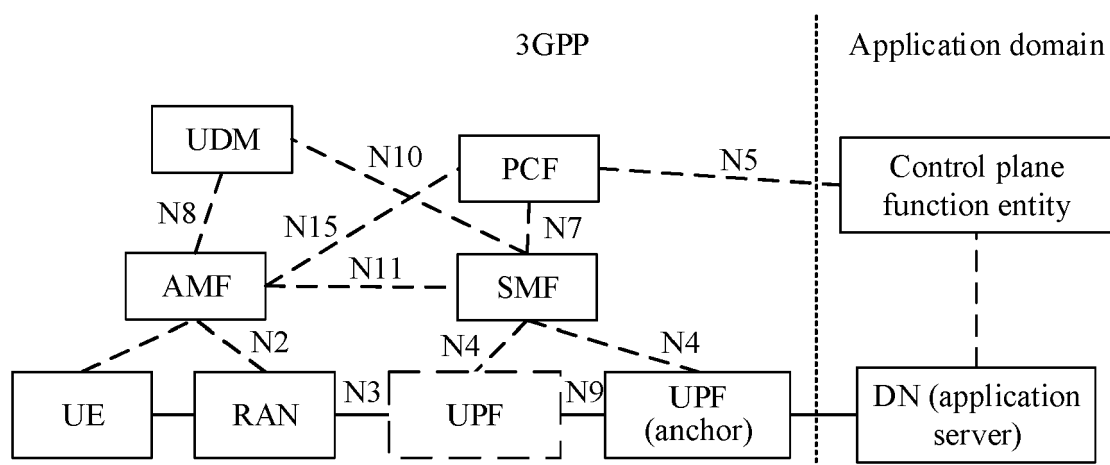 3GPP
Application domain
UDM
N10
PCF
N5
Control plane
function entity
N8
N15
N7
AMF
N11
SMF
N2
N4
N4
UE
RAN
N3
UPF
N9
UPF
(anchor)
DN (application
server)